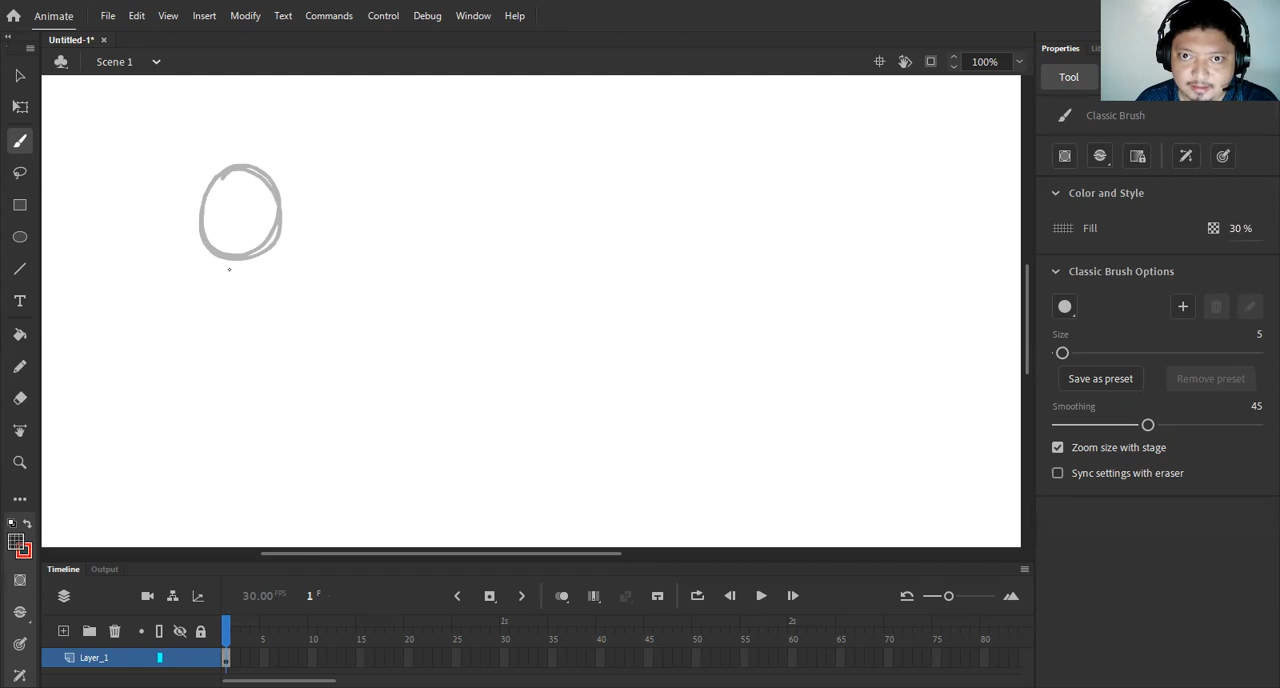 Animate File Edit View Insert Modify Text Commands Control Debug Window Help
Untitled-1* ×
Scene 1 100%
Properties
Tool
Classic Brush
Color and Style
Fill 30 %
Classic Brush Options
Size 5
Save as preset Remove preset
Smoothing 45
Zoom size with stage
Sync settings with eraser
Timeline Output
30.00 FPS 1 F
1s 2s
5 10 15 20 25 30 35 40 45 50 55 60 65 70 75 80
Layer_1